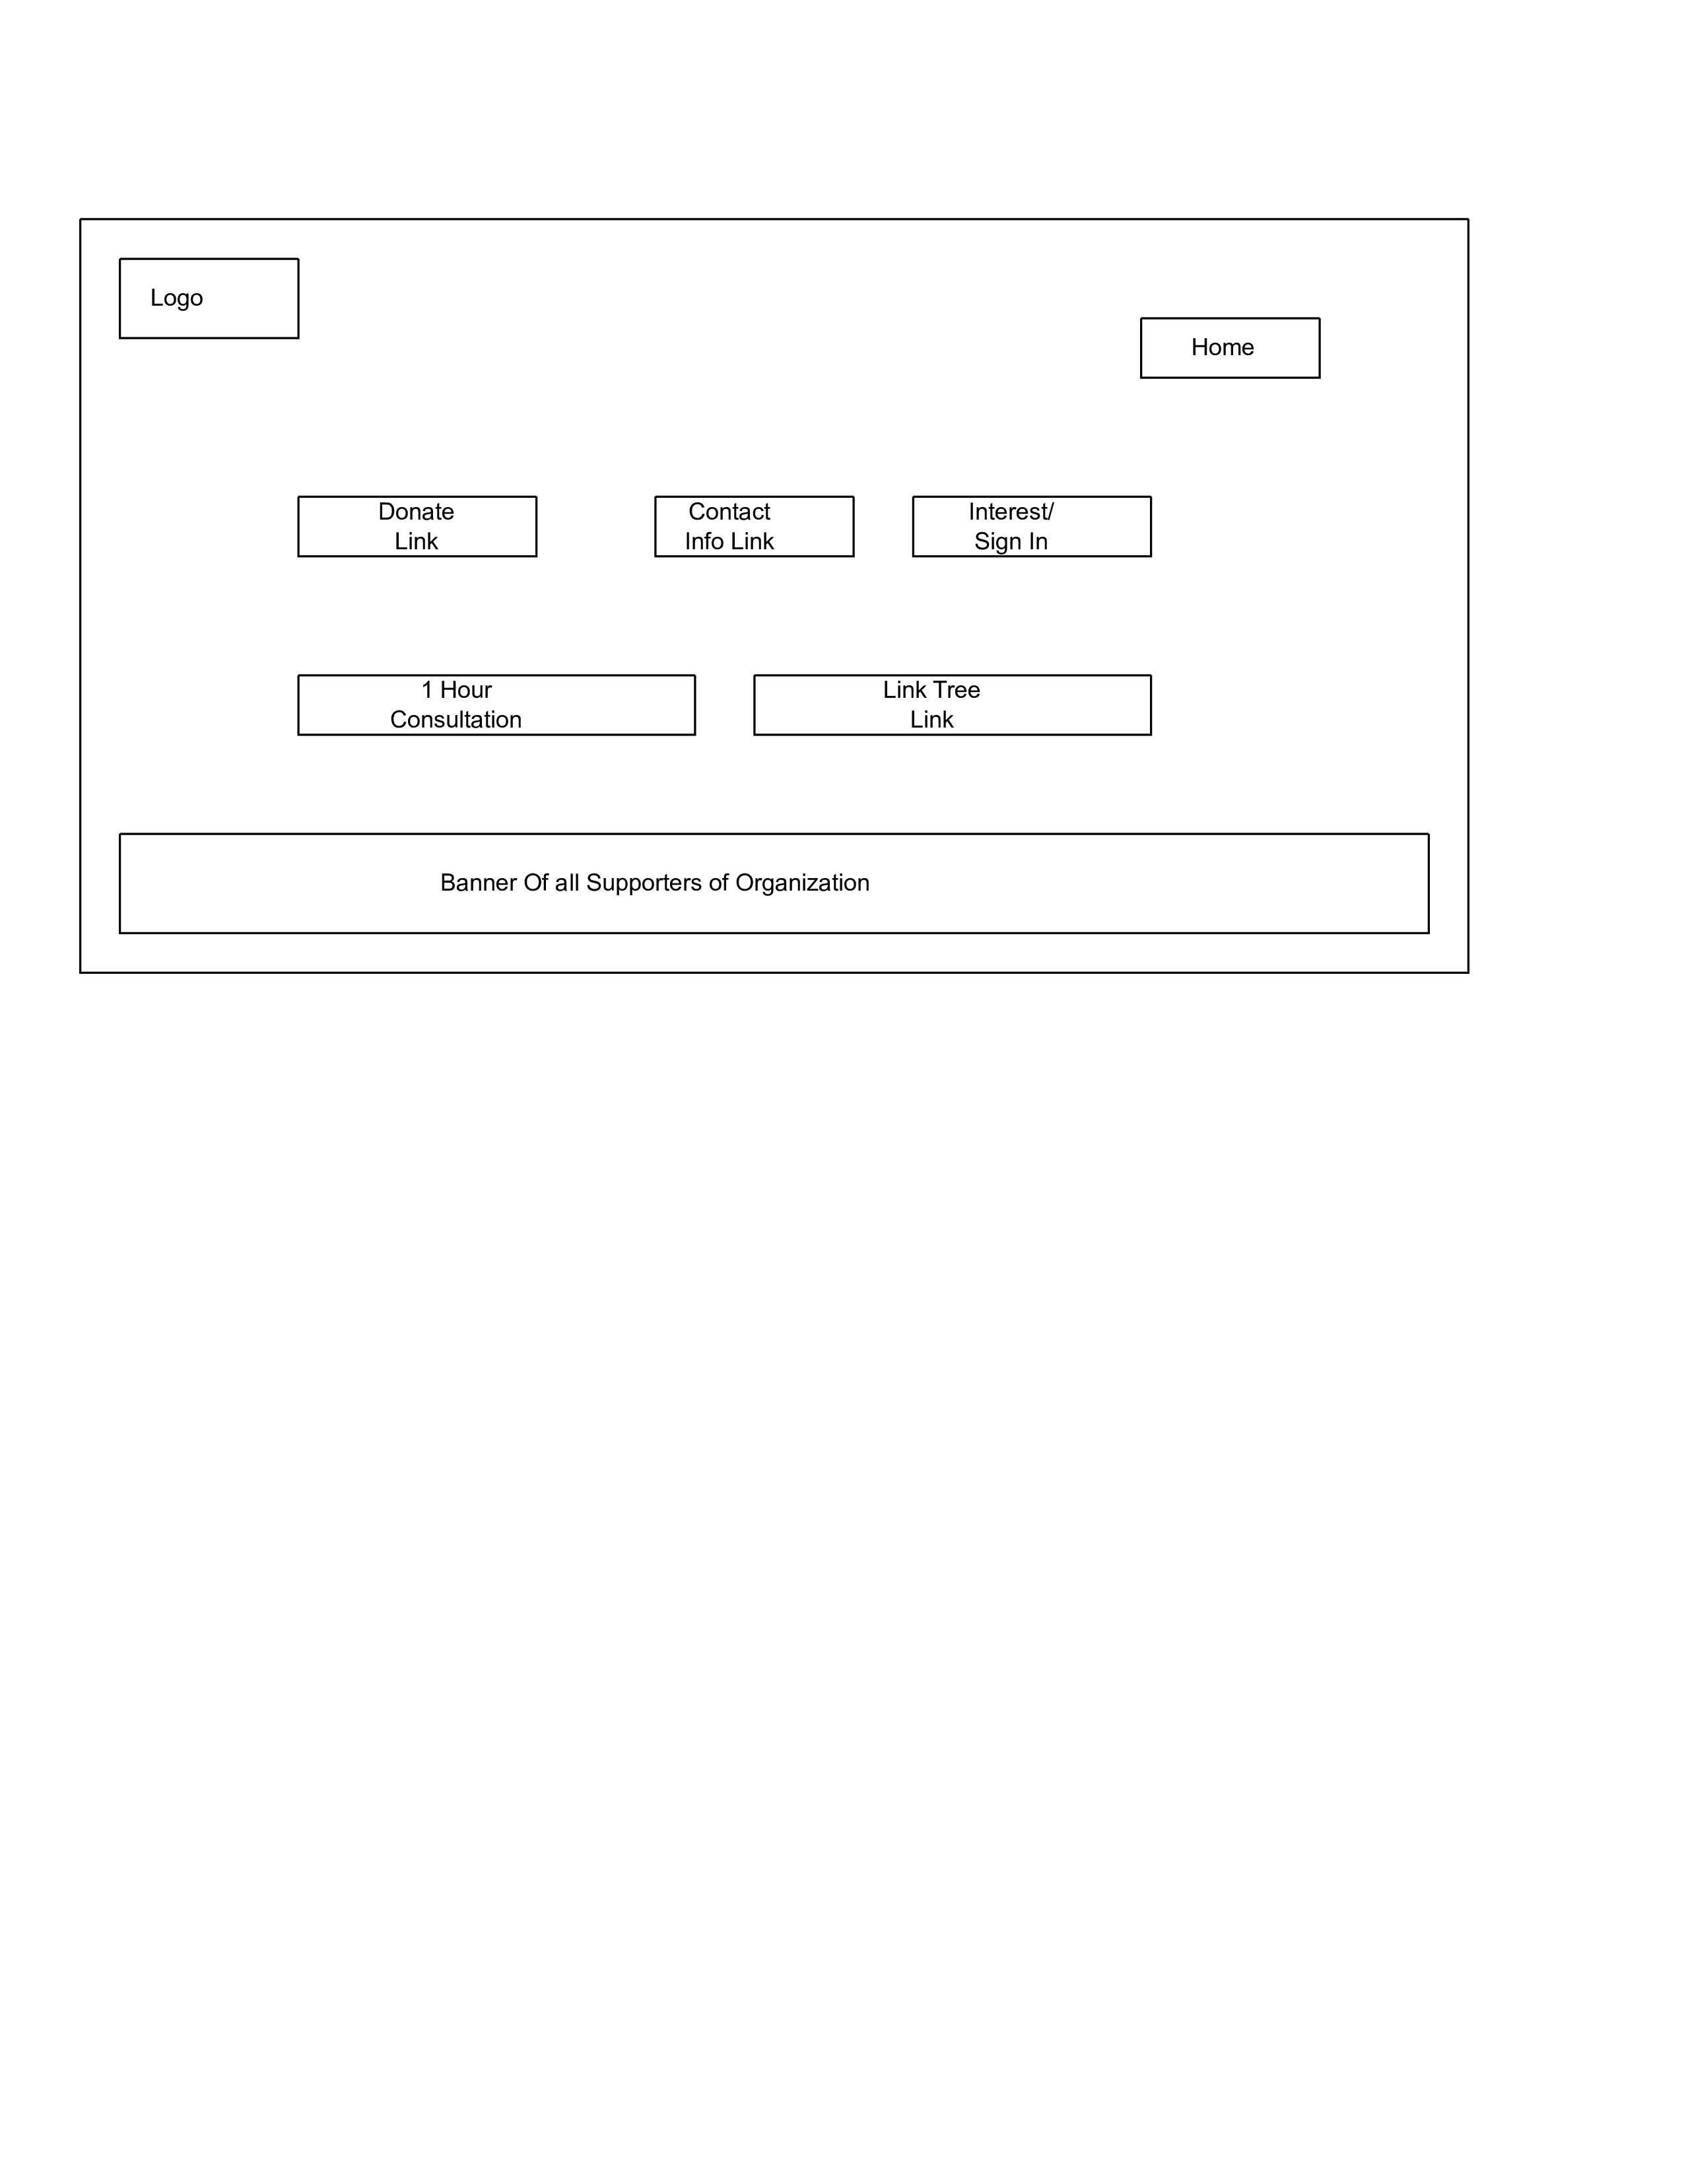 Logo
Home
Donate
Link
Contact
Info Link
Interest/
Sign In
1 Hour
Consultation
Link Tree
Link
Banner Of all Supporters of Organization